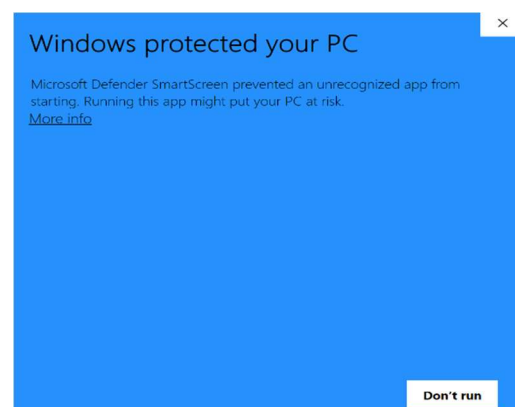 Windows protected your PC
Microsoft Defender SmartScreen prevented an unrecognized app from
starting. Running this app might put your PC at risk.
More info
Don't run